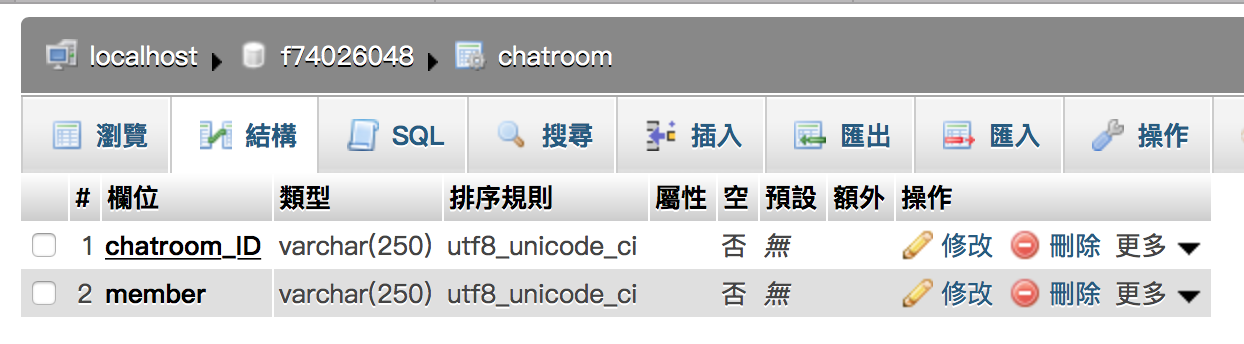 localhost f74026048 chatroom
瀏覽 結構 SQL 搜尋 插入 匯出 匯入 操作
# 欄位 類型 排序規則 屬性 空 預設 額外 操作
1 chatroom_ID varchar(250) utf8_unicode_ci 否 無 修改 刪除 更多
2 member varchar(250) utf8_unicode_ci 否 無 修改 刪除 更多